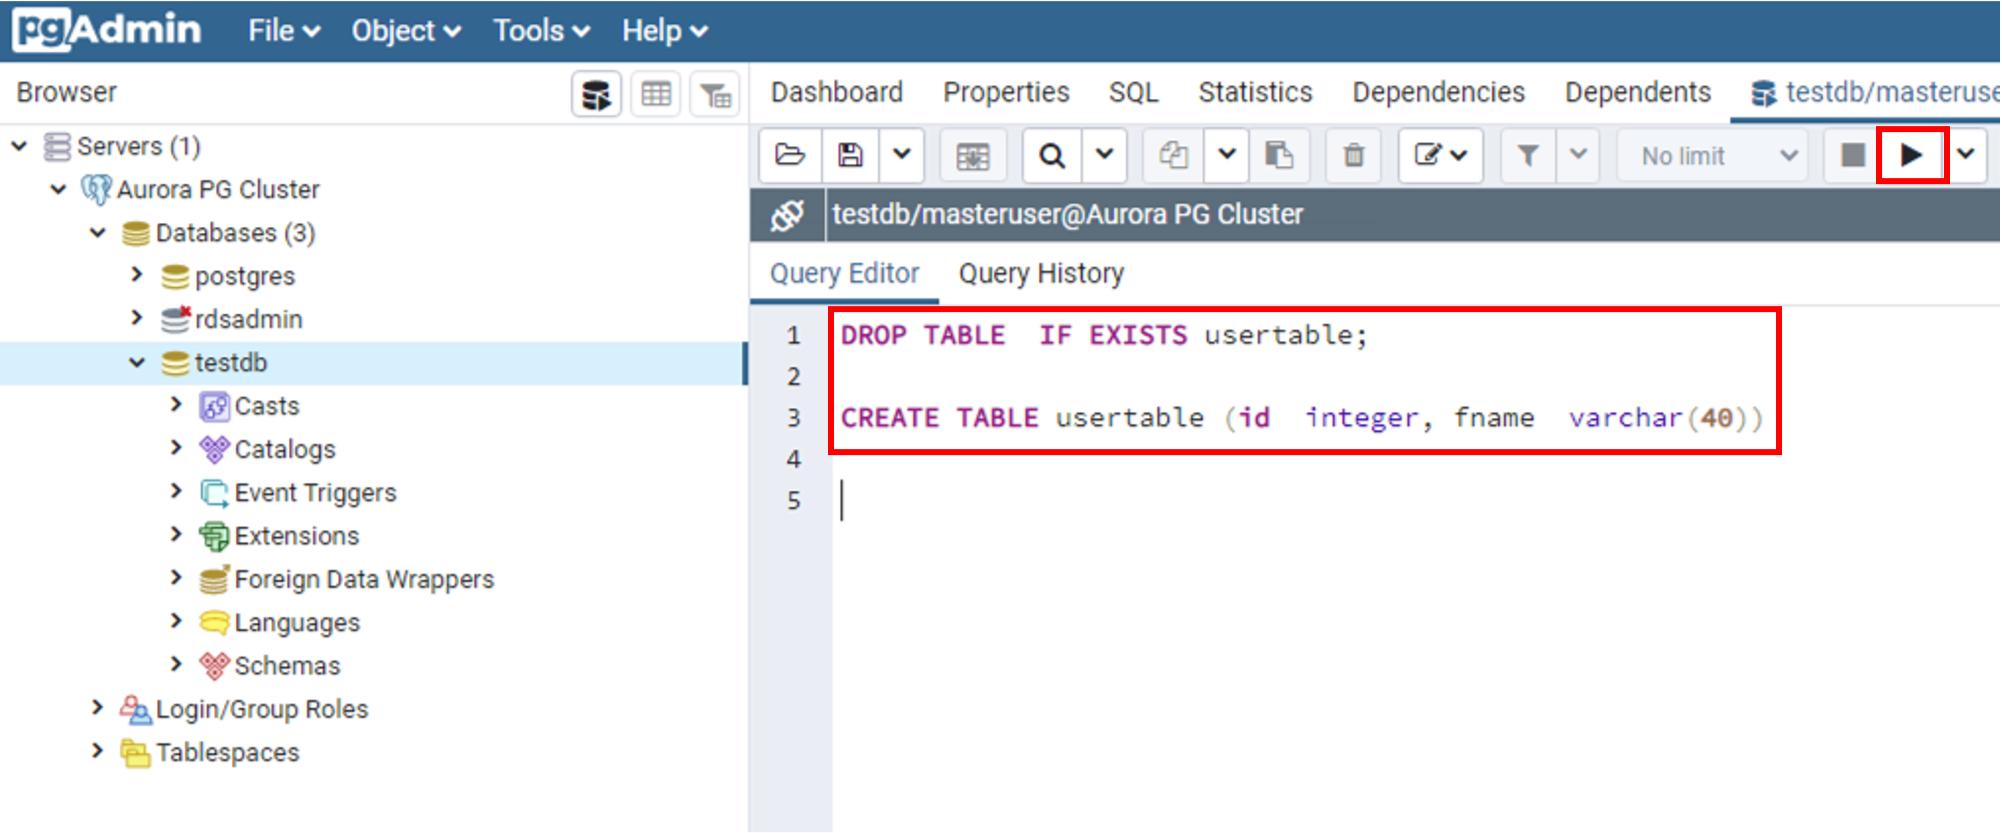 pgAdmin File Object Tools Help
Browser
Dashboard Properties SQL Statistics Dependencies Dependents testdb/masteruse
No limit
testdb/masteruser@Aurora PG Cluster
Query Editor Query History
Servers (1)
Aurora PG Cluster
Databases (3)
postgres
rdsadmin
testdb
Casts
Catalogs
Event Triggers
Extensions
Foreign Data Wrappers
Languages
Schemas
Login/Group Roles
Tablespaces
1 DROP TABLE  IF EXISTS usertable;
2
3 CREATE TABLE usertable (id  integer, fname  varchar(40))
4
5